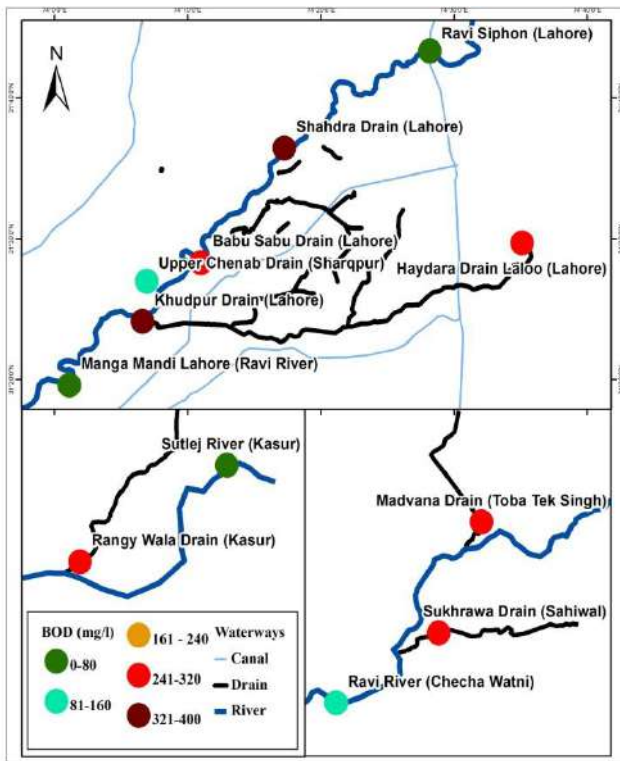 N
Ravi Siphon (Lahore)
Shahdra Drain (Lahore)
Babu Sabu Drain (Lahore)
Upper Chenab Drain (Sharqpur)
Haydara Drain Laloo (Lahore)
Khudpur Drain (Lahore)
Manga Mandi Lahore (Ravi River)
Sutlej River (Kasur)
Rangy Wala Drain (Kasur)
Madvana Drain (Toba Tek Singh)
Sukhrawa Drain (Sahiwal)
Ravi River (Checha Watni)
BOD (mg/l)
0-80
81-160
161 - 240
241-320
321-400
Waterways
Canal
Drain
River